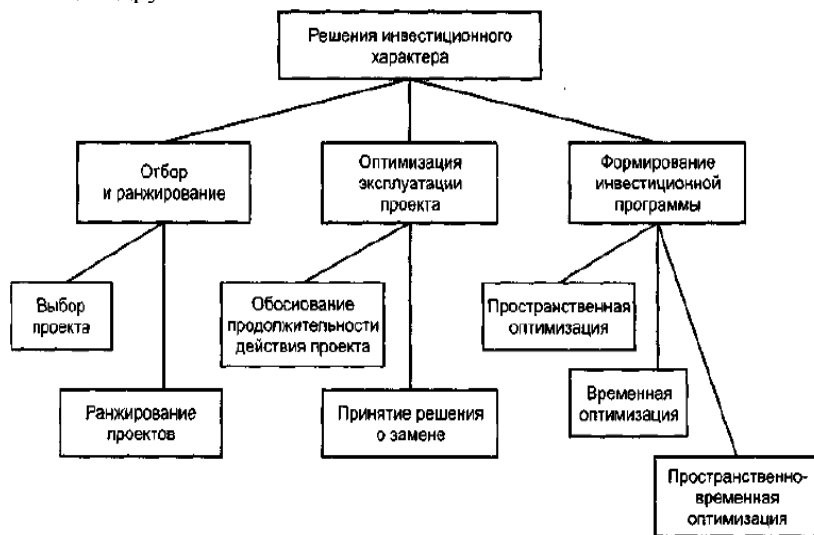 Решения инвестиционного
характера
Отбор
и ранжирование
Оптимизация
эксплуатации
проекта
Формирование
инвестиционной
программы
Выбор
проекта
Обоснование
продолжительности
действия проекта
Пространственная
оптимизация
Ранжирование
проектов
Принятие решения
о замене
Временная
оптимизация
Пространственно-
временная
оптимизация